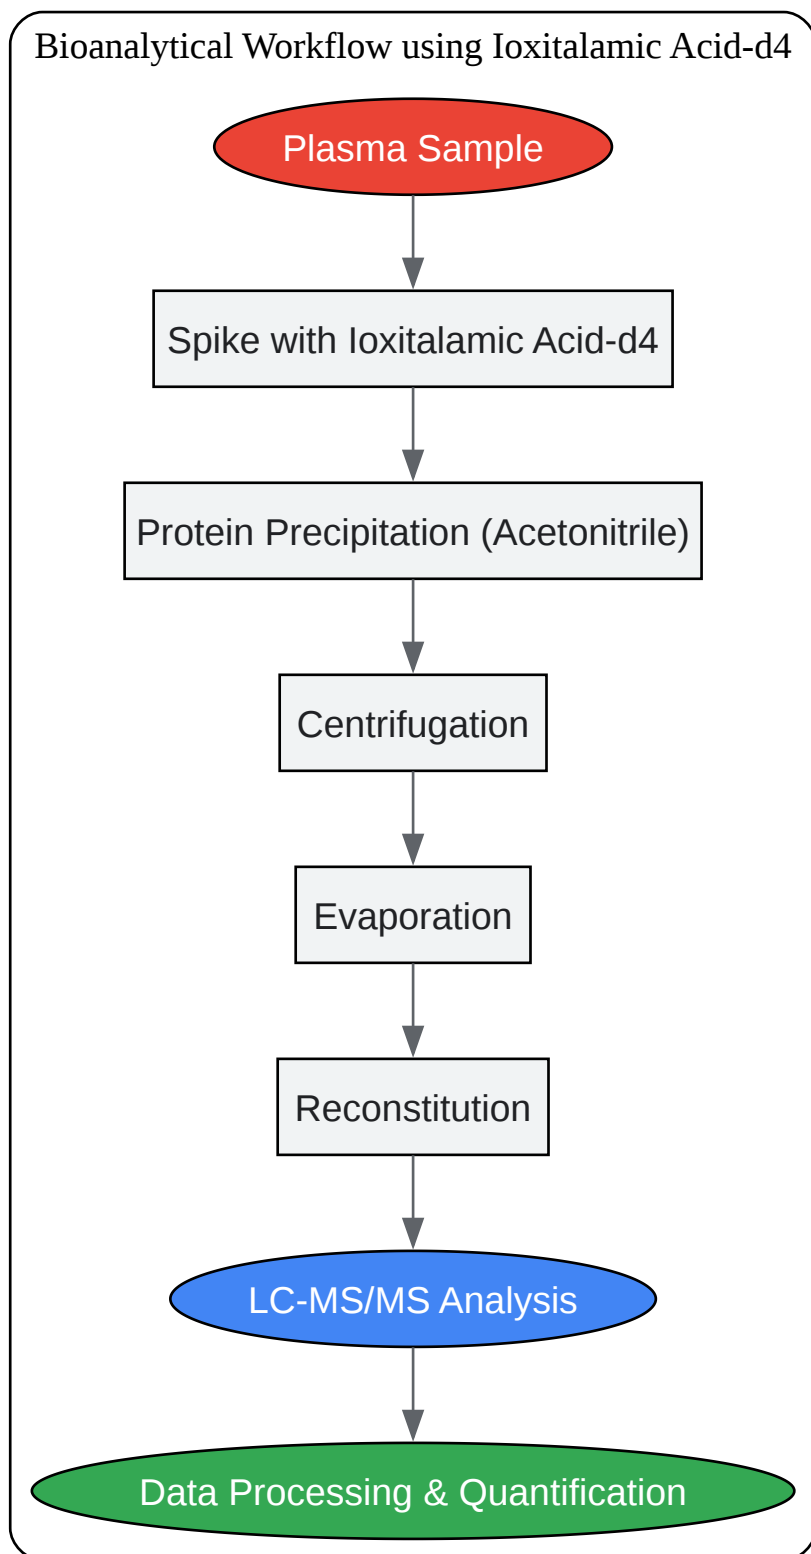 Bioanalytical Workflow using Ioxitalamic Acid-d4
Plasma Sample
Spike with Ioxitalamic Acid-d4
Protein Precipitation (Acetonitrile)
Centrifugation
Evaporation
Reconstitution
LC-MS/MS Analysis
Data Processing & Quantification